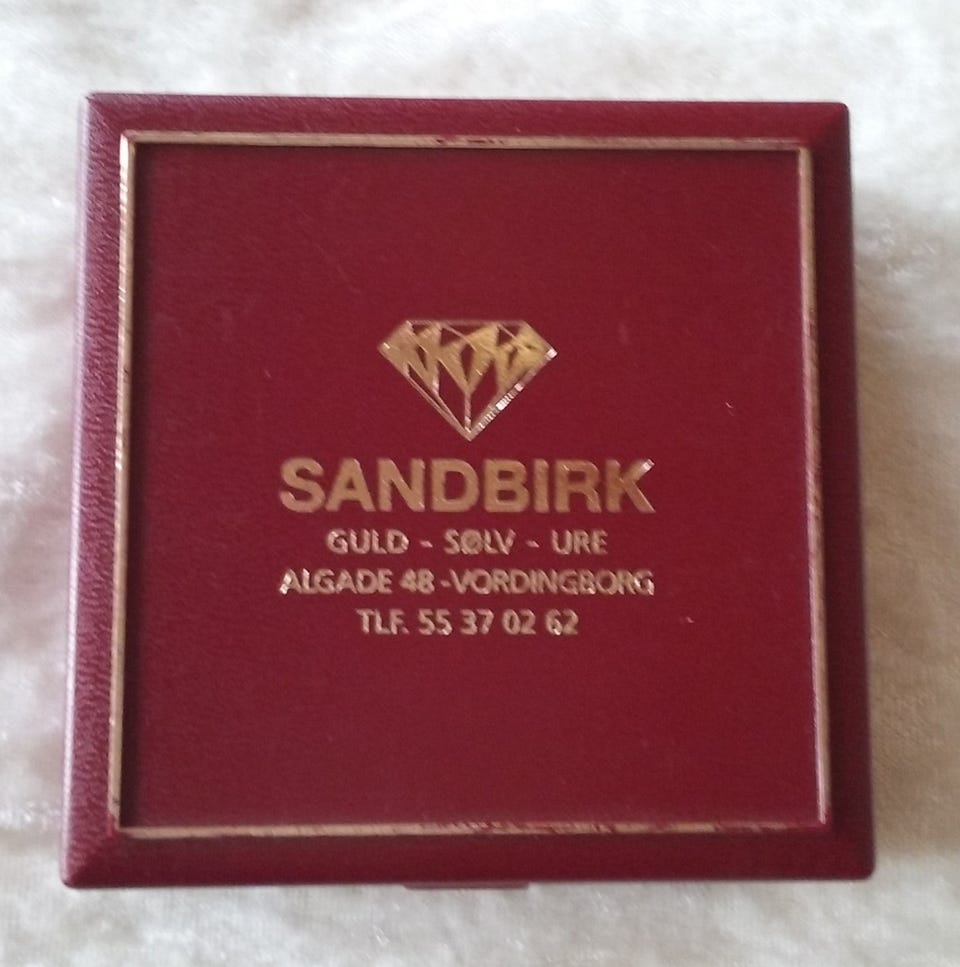 SANDBIRK
GULD - SØLV - URE
ALGADE 48 - VORDINGBORG
TLF. 55 37 02 62